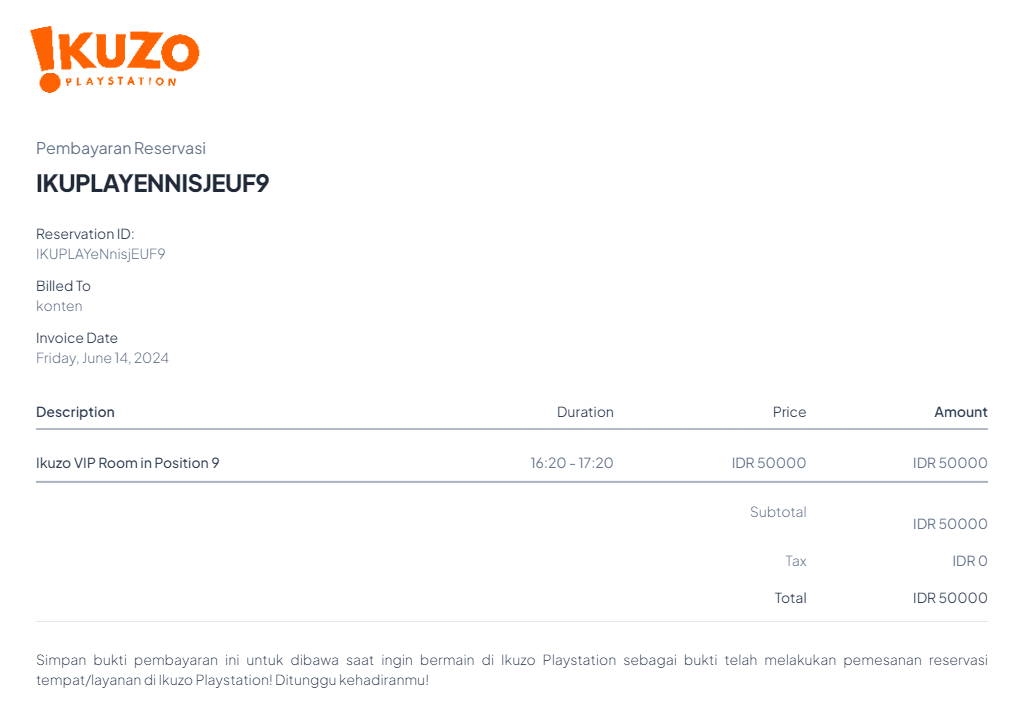 !KUZO
PLAYSTATION
Pembayaran Reservasi
IKUPLAYENNISJEUF9
Reservation ID:
IKUPLAYeNnisjEUF9
Billed To
konten
Invoice Date
Friday, June 14, 2024
Description Duration Price Amount
Ikuzo VIP Room in Position 9 16:20 - 17:20 IDR 50000 IDR 50000
Subtotal IDR 50000
Tax IDR 0
Total IDR 50000
Simpan bukti pembayaran ini untuk dibawa saat ingin bermain di Ikuzo Playstation sebagai bukti telah melakukan pemesanan reservasi
tempat/layanan di Ikuzo Playstation! Ditunggu kehadiranmu!